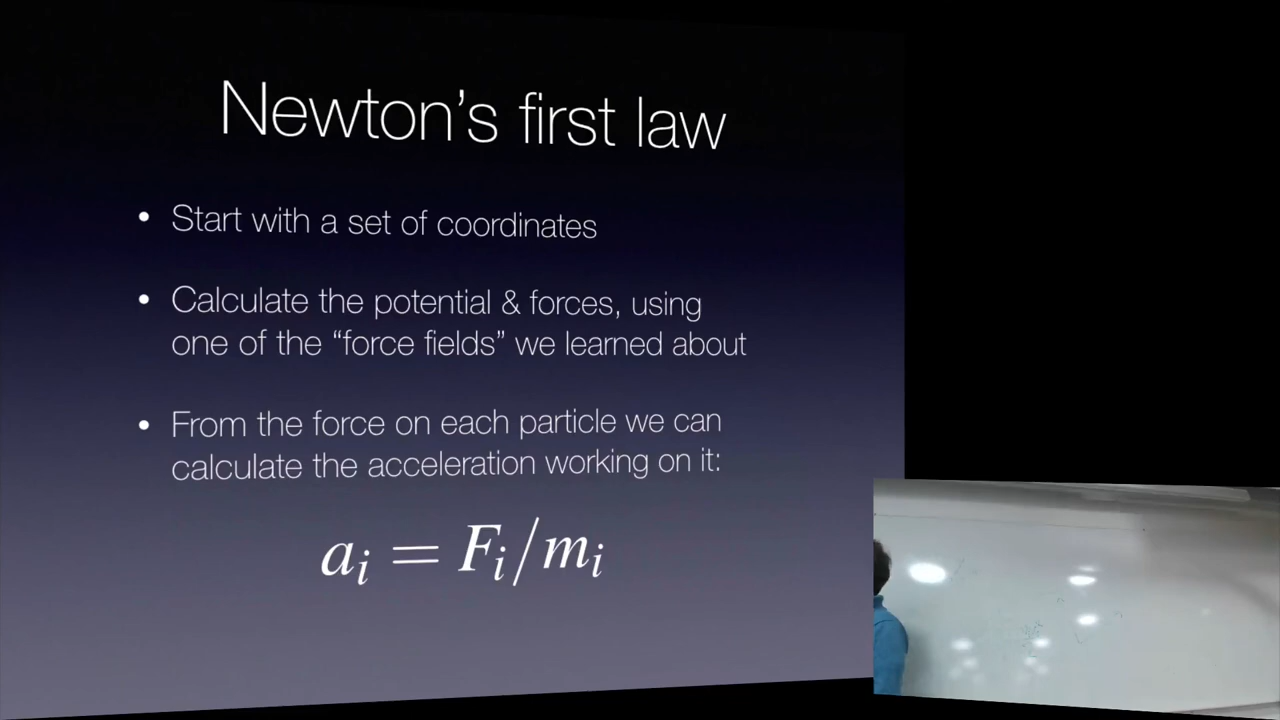 Newton's first law
• Start with a set of coordinates
• Calculate the potential & forces, using
one of the “force fields” we learned about
• From the force on each particle we can
calculate the acceleration working on it:
a_i = F_i/m_i